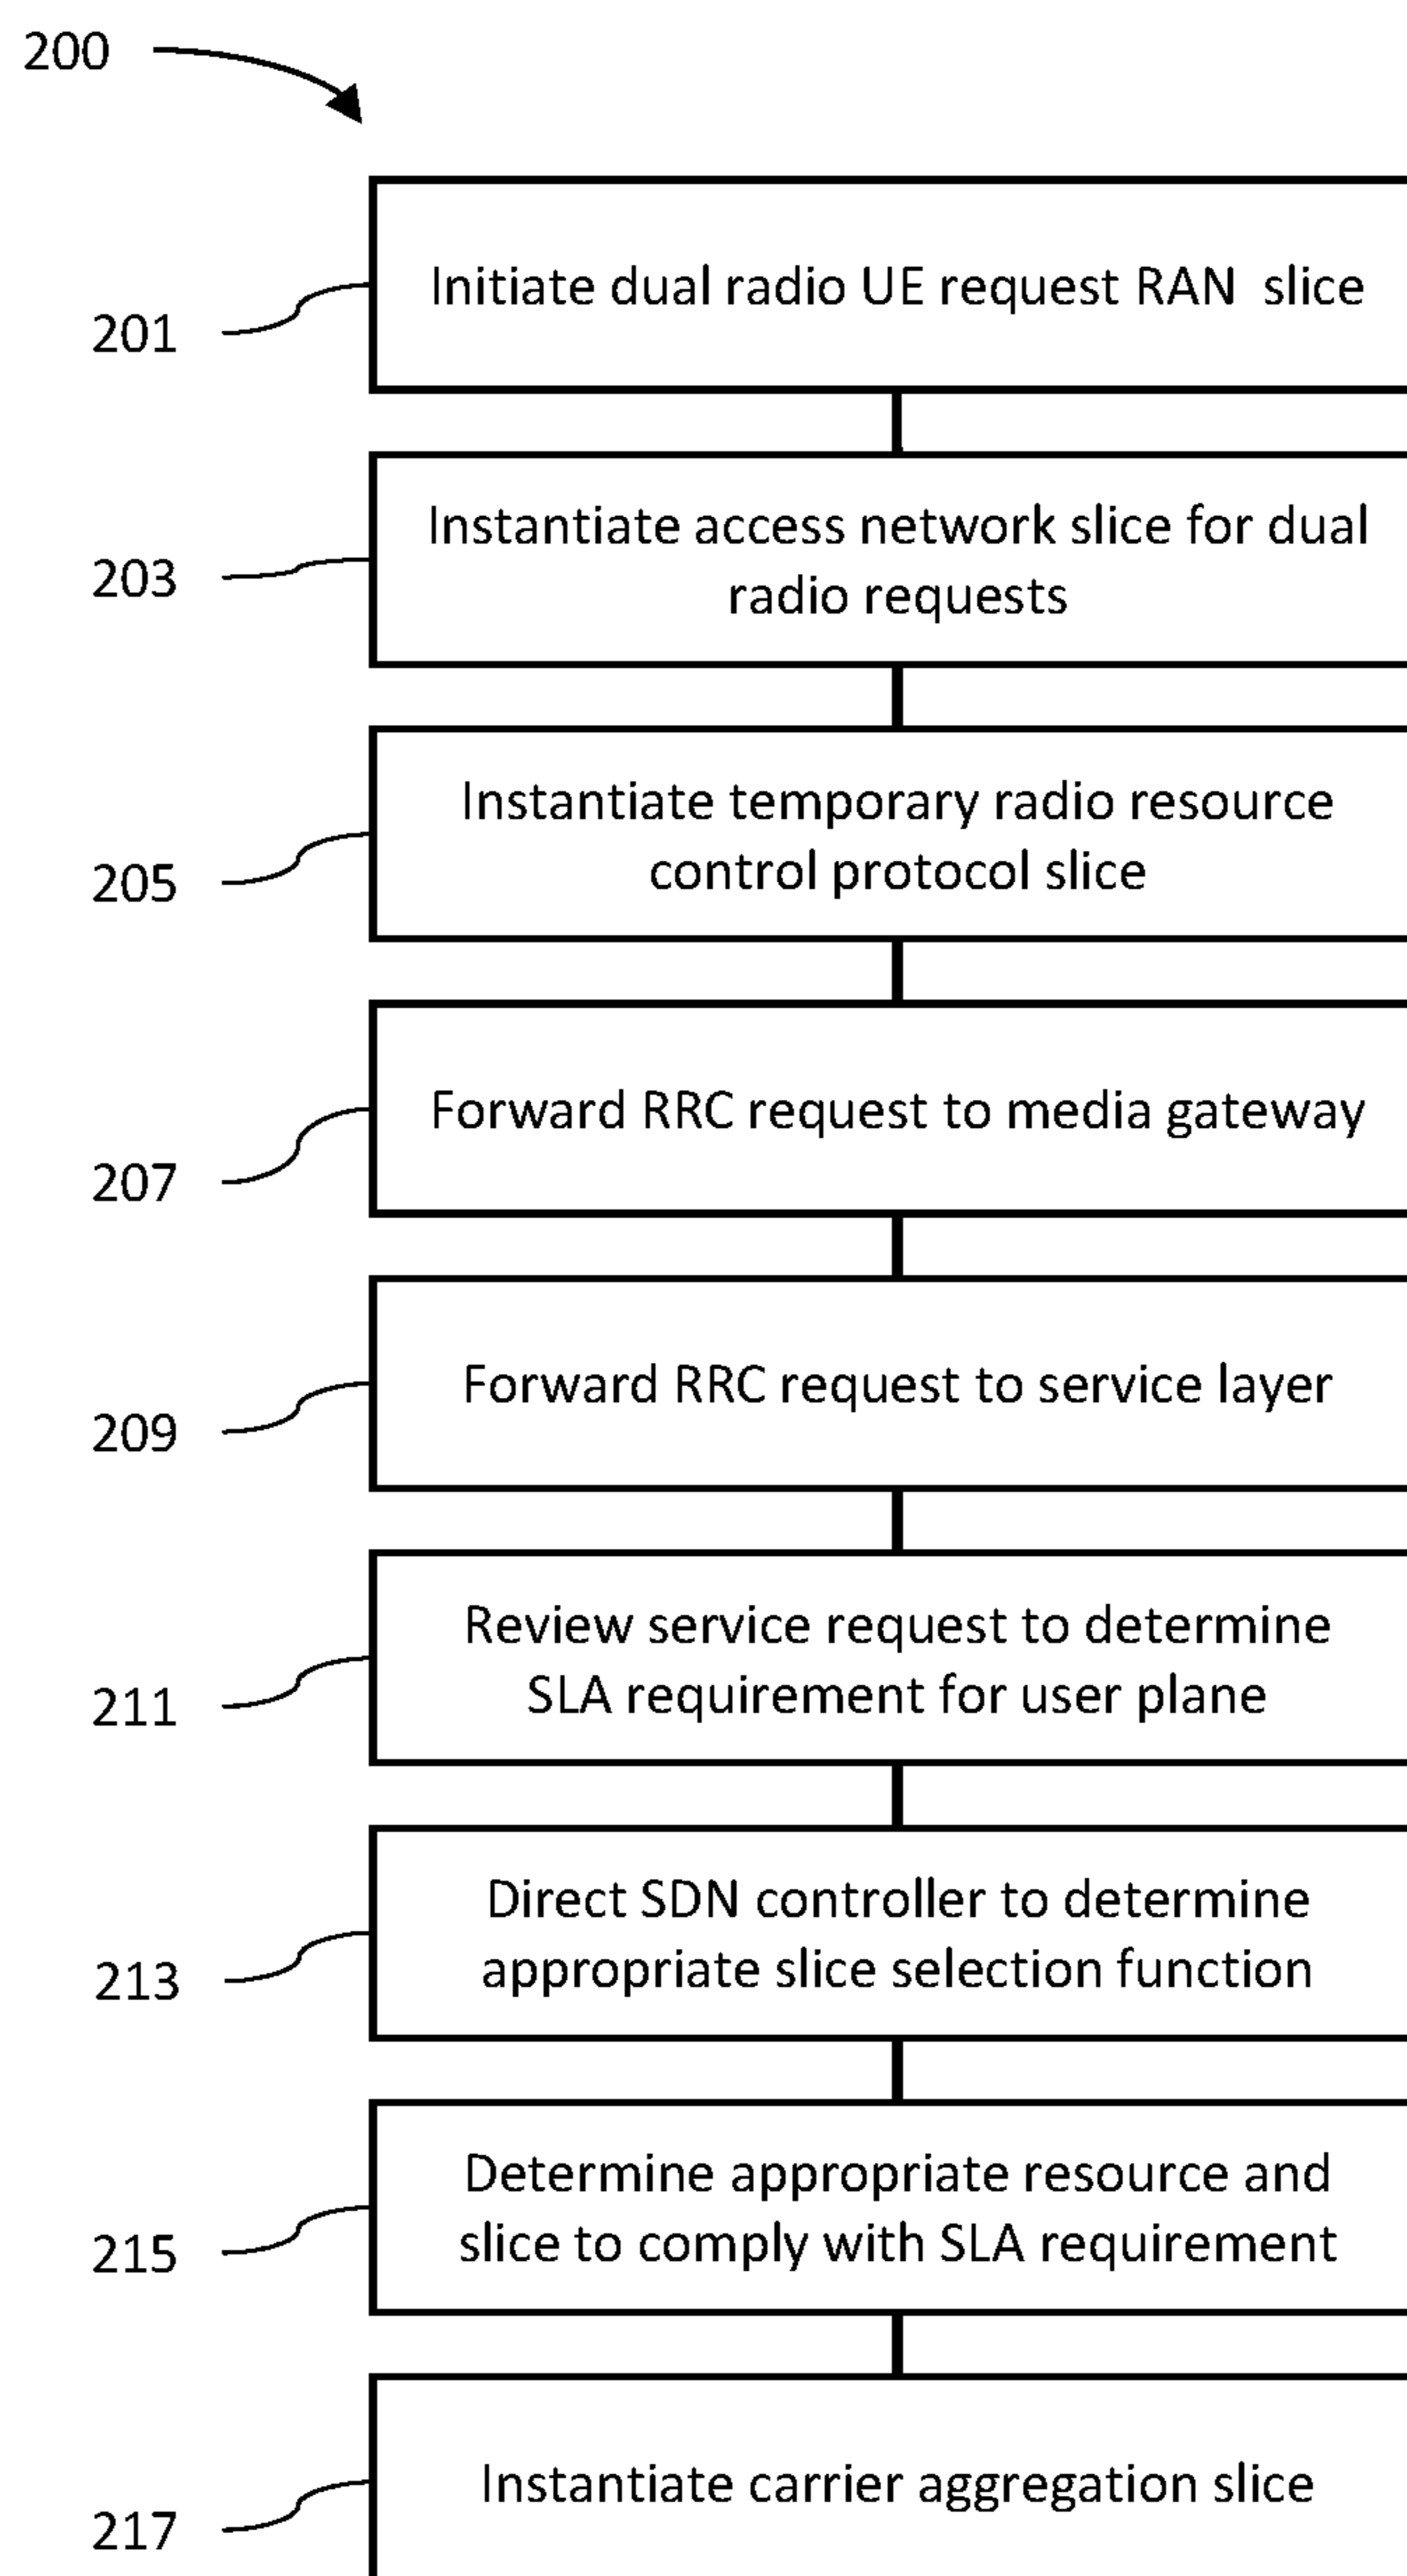 200
201
Initiate dual radio UE request RAN slice
203
Instantiate access network slice for dual
radio requests
205
Instantiate temporary radio resource
control protocol slice
207
Forward RRC request to media gateway
209
Forward RRC request to service layer
211
Review service request to determine
SLA requirement for user plane
213
Direct SDN controller to determine
appropriate slice selection function
215
Determine appropriate resource and
slice to comply with SLA requirement
217
Instantiate carrier aggregation slice